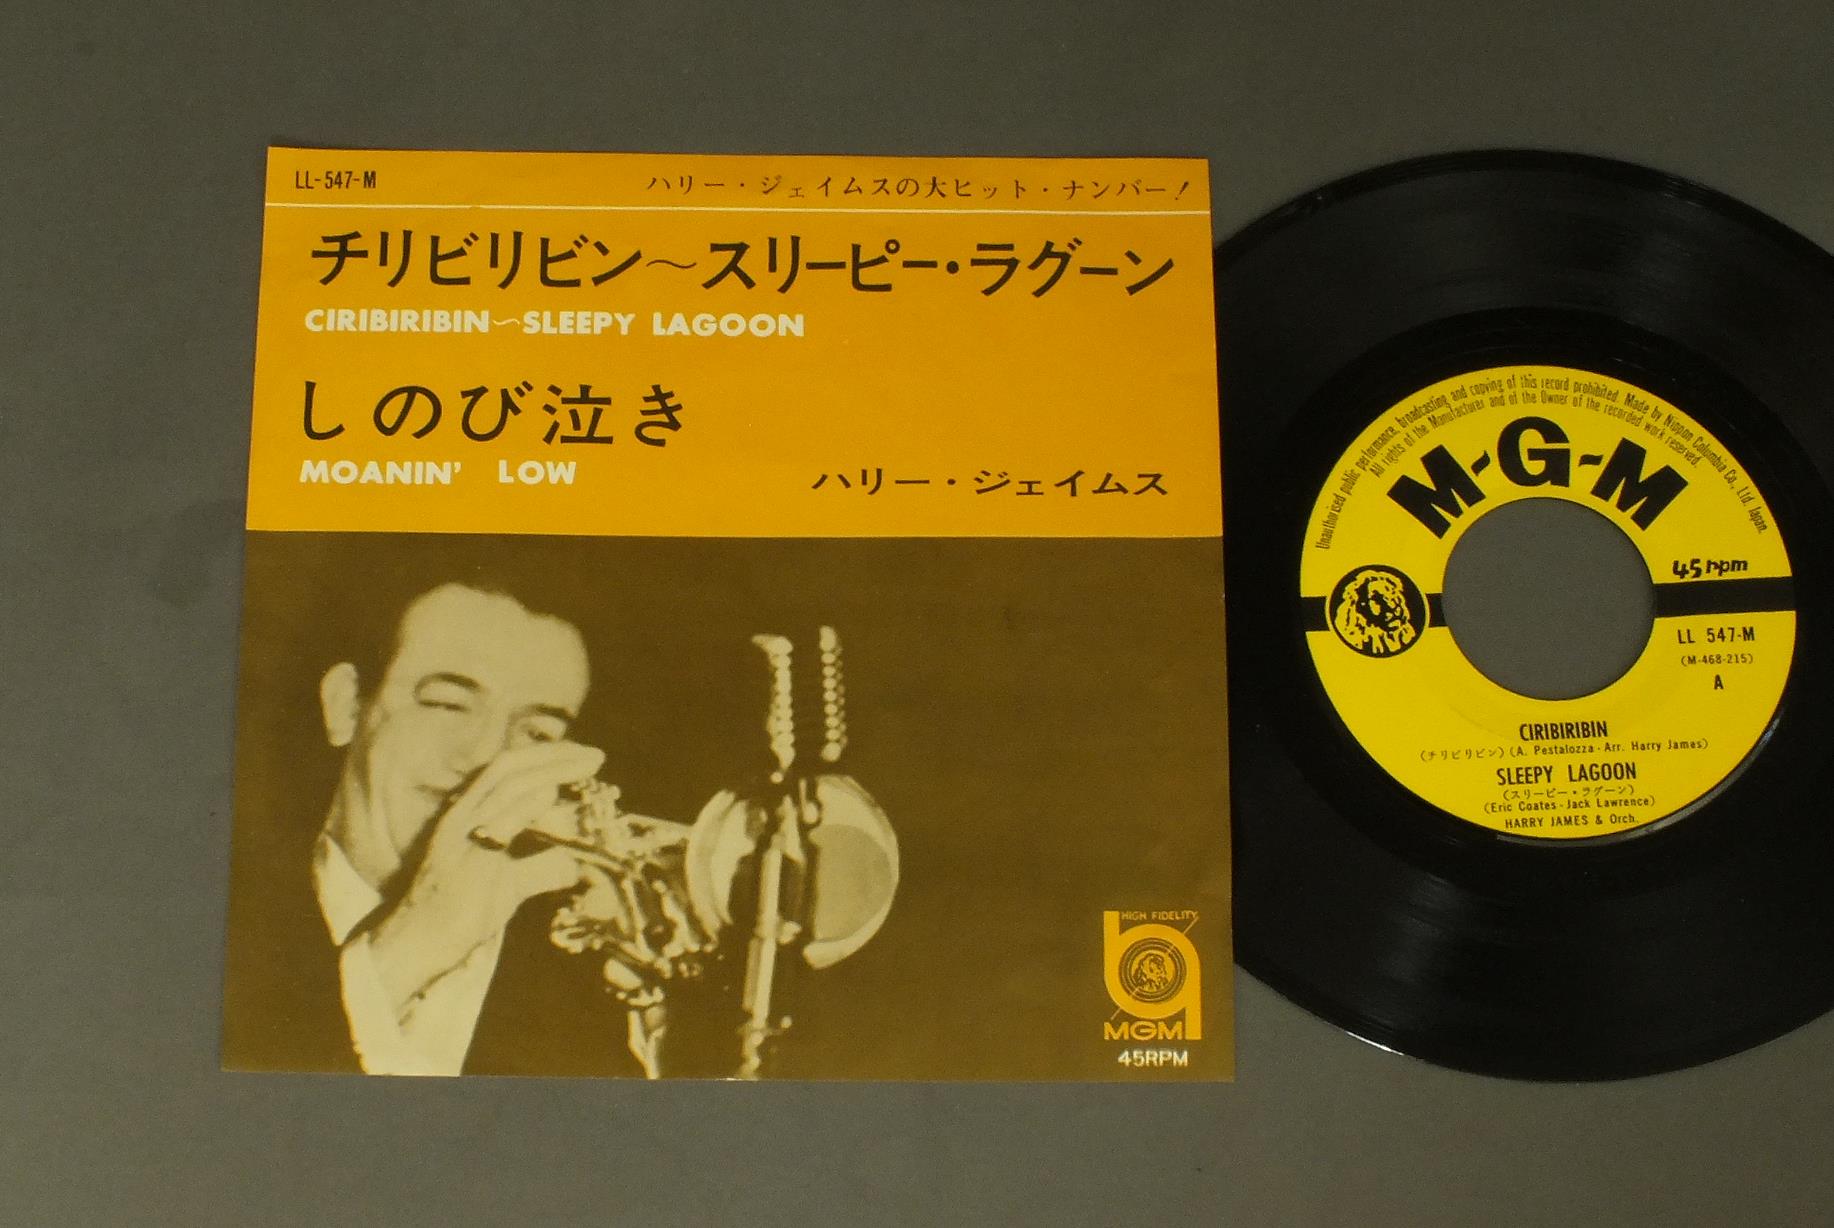 LL-547-M
ハリー・ジェイムスの大ヒット・ナンバー!
チリビリビン〜スリーピー・ラグーン
CIRIBIRIBIN〜SLEEPY LAGOON
しのび泣き
MOANIN' LOW
ハリー・ジェイムス
HIGH FIDELITY
MGM
45RPM
Unauthorised public performance, broadcasting and copying of this record prohibited. Made by Nippon Columbia Co., Ltd. Japan.
All rights of the Manufacturer and of the Owner of the recorded work reserved.
M-G-M
45 rpm
LL 547-M
(M-468-215)
A
CIRIBIRIBIN
(チリビリビン) (A. Pestalozza - Arr. Harry James)
SLEEPY LAGOON
(スリーピー・ラグーン)
(Eric Coates - Jack Lawrence)
HARRY JAMES & Orch.